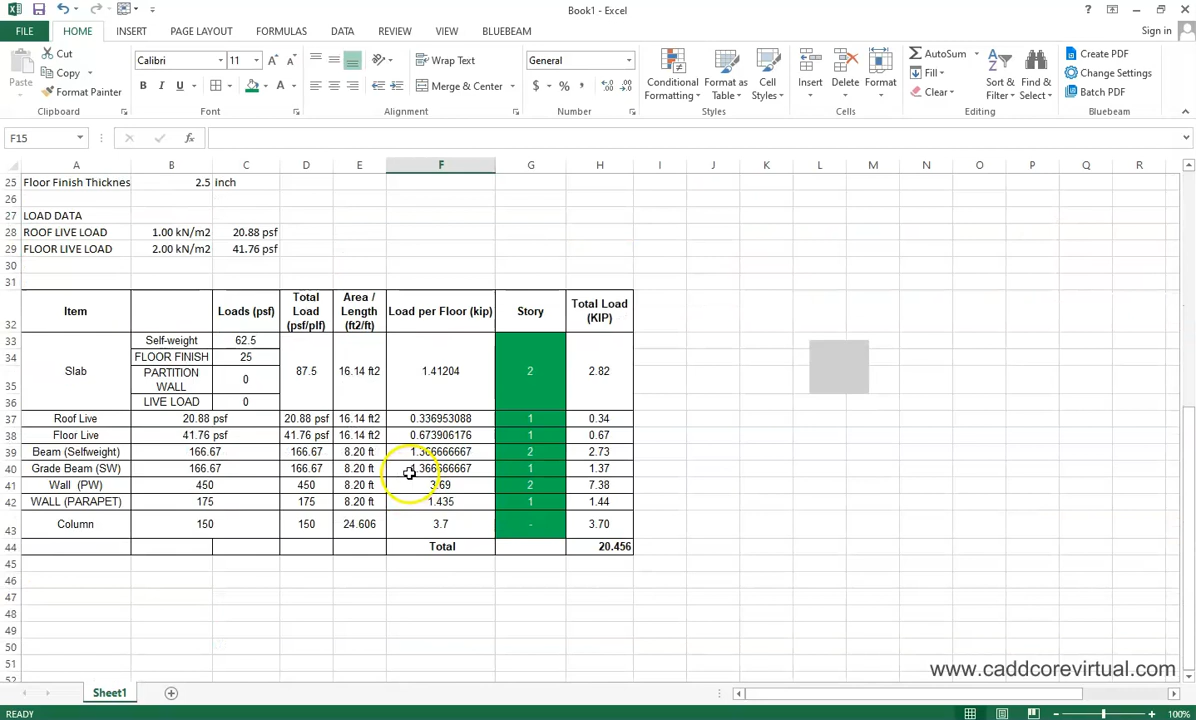 Book1 - Excel
?
Sign in
FILE HOME INSERT PAGE LAYOUT FORMULAS DATA REVIEW VIEW BLUEBEAM
Paste
Cut
Copy
Format Painter
Clipboard
Calibri 11
B I U
Font
Wrap Text
Merge & Center
Alignment
General
$ % ,
Number
Conditional Formatting
Format as Table
Cell Styles
Styles
Insert Delete Format
Cells
AutoSum
Fill
Clear
Sort & Filter
Find & Select
Editing
Create PDF
Change Settings
Batch PDF
Bluebeam
F15
fx
A B C D E F G H I J K L M N O P Q R
25 Floor Finish Thicknes 2.5 inch
26
27 LOAD DATA
28 ROOF LIVE LOAD 1.00 kN/m2 20.88 psf
29 FLOOR LIVE LOAD 2.00 kN/m2 41.76 psf
30
31
32 Item Loads (psf) Total Load (psf/plf) Area / Length (ft2/ft) Load per Floor (kip) Story Total Load (KIP)
33 Self-weight 62.5
34 FLOOR FINISH 25
Slab 87.5 16.14 ft2 1.41204 2 2.82
35 PARTITION WALL 0
36 LIVE LOAD 0
37 Roof Live 20.88 psf 20.88 psf 16.14 ft2 0.336953088 1 0.34
38 Floor Live 41.76 psf 41.76 psf 16.14 ft2 0.673906176 1 0.67
39 Beam (Selfweight) 166.67 166.67 8.20 ft 1.366666667 2 2.73
40 Grade Beam (SW) 166.67 166.67 8.20 ft 1.366666667 1 1.37
41 Wall (PW) 450 450 8.20 ft 3.69 2 7.38
42 WALL (PARAPET) 175 175 8.20 ft 1.435 1 1.44
43 Column 150 150 24.606 3.7 - 3.70
44 Total 20.456
45
46
47
48
49
50
51
52
www.caddcorevirtual.com
Sheet1
READY
100%